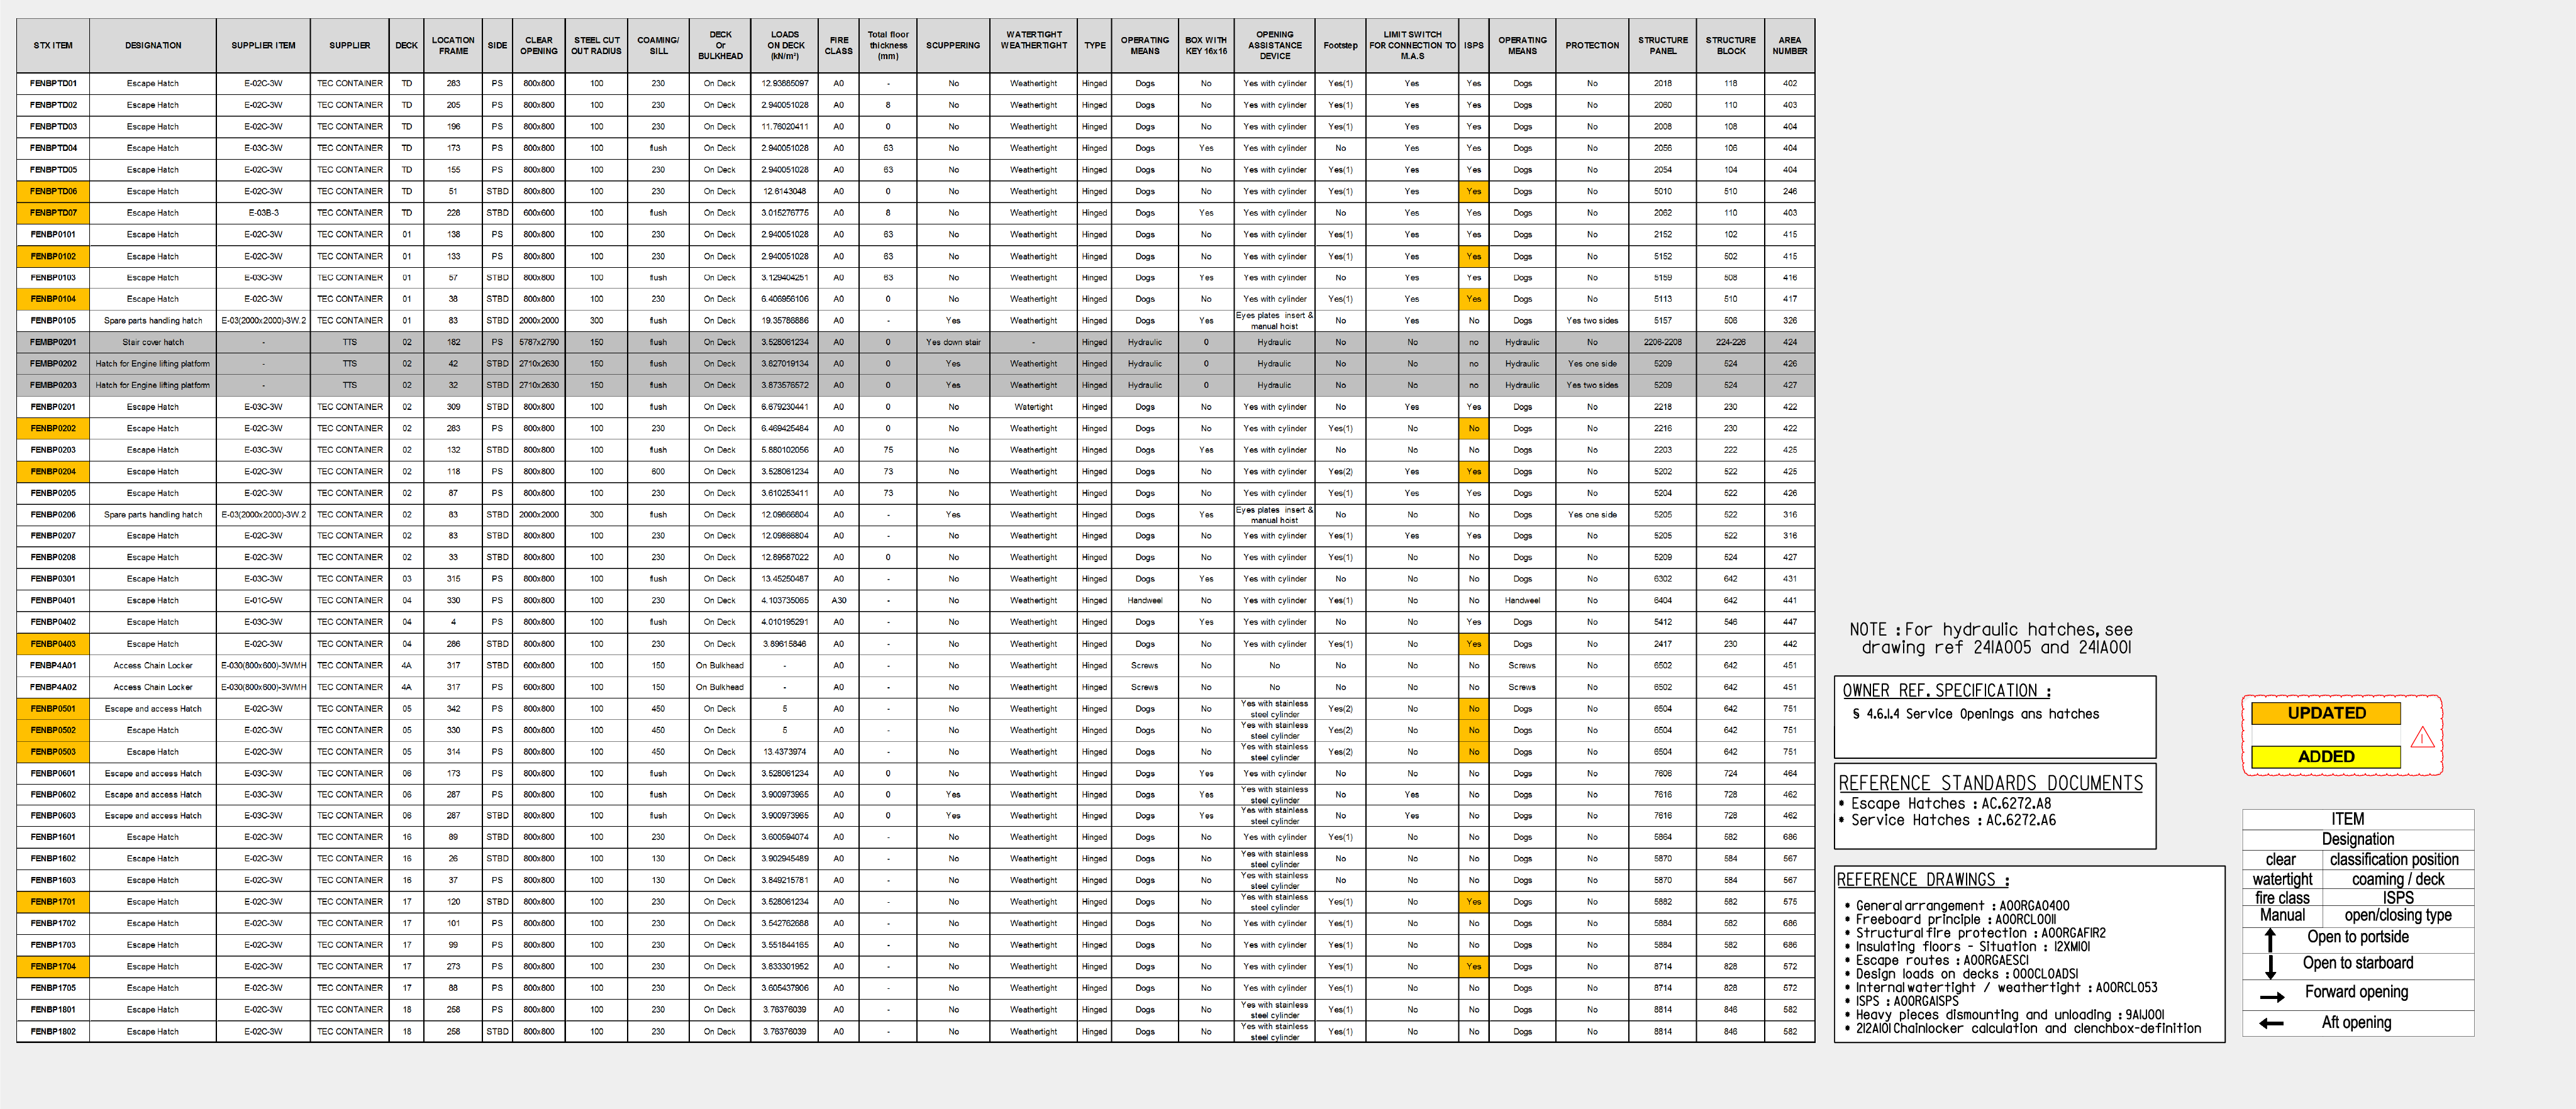 STX ITEM DESIGNATION SUPPLIER ITEM SUPPLIER DECK LOCATION FRAME SIDE CLEAR OPENING STEEL CUT OUT RADIUS COAMING/ SILL DECK Or BULKHEAD LOADS ON DECK (kN/m²) FIRE CLASS Total floor thickness (mm) SCUPPERING WATERTIGHT WEATHERTIGHT TYPE OPERATING MEANS BOX WITH KEY 16x16 OPENING ASSISTANCE DEVICE Footstep LIMIT SWITCH FOR CONNECTION TO M.A.S ISPS OPERATING MEANS PROTECTION STRUCTURE PANEL STRUCTURE BLOCK AREA NUMBER
FENBPTD01 Escape Hatch E-02C-3W TEC CONTAINER TD 283 PS 800x800 100 230 On Deck 12.93885097 A0 - No Weathertight Hinged Dogs No Yes with cylinder Yes(1) Yes Yes Dogs No 2018 118 402
FENBPTD02 Escape Hatch E-02C-3W TEC CONTAINER TD 205 PS 800x800 100 230 On Deck 2.940051028 A0 8 No Weathertight Hinged Dogs No Yes with cylinder Yes(1) Yes Yes Dogs No 2060 110 403
FENBPTD03 Escape Hatch E-02C-3W TEC CONTAINER TD 196 PS 800x800 100 230 On Deck 11.76020411 A0 0 No Weathertight Hinged Dogs No Yes with cylinder Yes(1) Yes Yes Dogs No 2008 108 404
FENBPTD04 Escape Hatch E-03C-3W TEC CONTAINER TD 173 PS 800x800 100 flush On Deck 2.940051028 A0 63 No Weathertight Hinged Dogs Yes Yes with cylinder No Yes Yes Dogs No 2056 106 404
FENBPTD05 Escape Hatch E-02C-3W TEC CONTAINER TD 155 PS 800x800 100 230 On Deck 2.940051028 A0 63 No Weathertight Hinged Dogs No Yes with cylinder Yes(1) Yes Yes Dogs No 2054 104 404
FENBPTD06 Escape Hatch E-02C-3W TEC CONTAINER TD 51 STBD 800x800 100 230 On Deck 12.6143048 A0 0 No Weathertight Hinged Dogs No Yes with cylinder Yes(1) Yes Yes Dogs No 5010 510 246
FENBPTD07 Escape Hatch E-03B-3 TEC CONTAINER TD 228 STBD 600x600 100 flush On Deck 3.015276775 A0 8 No Weathertight Hinged Dogs Yes Yes with cylinder No Yes Yes Dogs No 2062 110 403
FENBP0101 Escape Hatch E-02C-3W TEC CONTAINER 01 138 PS 800x800 100 230 On Deck 2.940051028 A0 63 No Weathertight Hinged Dogs No Yes with cylinder Yes(1) Yes Yes Dogs No 2152 102 415
FENBP0102 Escape Hatch E-02C-3W TEC CONTAINER 01 133 PS 800x800 100 230 On Deck 2.940051028 A0 63 No Weathertight Hinged Dogs No Yes with cylinder Yes(1) Yes Yes Dogs No 5152 502 415
FENBP0103 Escape Hatch E-03C-3W TEC CONTAINER 01 57 STBD 800x800 100 flush On Deck 3.129404251 A0 63 No Weathertight Hinged Dogs Yes Yes with cylinder No Yes Yes Dogs No 5159 508 416
FENBP0104 Escape Hatch E-02C-3W TEC CONTAINER 01 38 STBD 800x800 100 230 On Deck 6.406956106 A0 0 No Weathertight Hinged Dogs No Yes with cylinder Yes(1) Yes Yes Dogs No 5113 510 417
FENBP0105 Spare parts handling hatch E-03(2000x2000)-3W.2 TEC CONTAINER 01 83 STBD 2000x2000 300 flush On Deck 19.35786886 A0 - Yes Weathertight Hinged Dogs Yes Eyes plates insert & manual hoist No Yes No Dogs Yes two sides 5157 506 326
FEMBP0201 Stair cover hatch - TTS 02 182 PS 5787x2790 150 flush On Deck 3.528061234 A0 0 Yes down stair - Hinged Hydraulic 0 Hydraulic No No no Hydraulic No 2206-2208 224-226 424
FEMBP0202 Hatch for Engine lifting platform - TTS 02 42 STBD 2710x2630 150 flush On Deck 3.827019134 A0 0 Yes Weathertight Hinged Hydraulic 0 Hydraulic No No no Hydraulic Yes one side 5209 524 426
FEMBP0203 Hatch for Engine lifting platform - TTS 02 32 STBD 2710x2630 150 flush On Deck 3.873576572 A0 0 Yes Weathertight Hinged Hydraulic 0 Hydraulic No No no Hydraulic Yes two sides 5209 524 427
FENBP0201 Escape Hatch E-03C-3W TEC CONTAINER 02 309 STBD 800x800 100 flush On Deck 6.679230441 A0 0 No Watertight Hinged Dogs No Yes with cylinder No Yes Yes Dogs No 2218 230 422
FENBP0202 Escape Hatch E-02C-3W TEC CONTAINER 02 283 PS 800x800 100 230 On Deck 6.469425484 A0 0 No Weathertight Hinged Dogs No Yes with cylinder Yes(1) No No Dogs No 2216 230 422
FENBP0203 Escape Hatch E-03C-3W TEC CONTAINER 02 132 STBD 800x800 100 flush On Deck 5.880102056 A0 75 No Weathertight Hinged Dogs Yes Yes with cylinder No No No Dogs No 2203 222 425
FENBP0204 Escape Hatch E-02C-3W TEC CONTAINER 02 118 PS 800x800 100 600 On Deck 3.528061234 A0 73 No Weathertight Hinged Dogs No Yes with cylinder Yes(2) Yes Yes Dogs No 5202 522 425
FENBP0205 Escape Hatch E-02C-3W TEC CONTAINER 02 87 PS 800x800 100 230 On Deck 3.610253411 A0 73 No Weathertight Hinged Dogs No Yes with cylinder Yes(1) Yes Yes Dogs No 5204 522 426
FENBP0206 Spare parts handling hatch E-03(2000x2000)-3W.2 TEC CONTAINER 02 83 STBD 2000x2000 300 flush On Deck 12.09866804 A0 - Yes Weathertight Hinged Dogs Yes Eyes plates insert & manual hoist No No No Dogs Yes one side 5205 522 316
FENBP0207 Escape Hatch E-02C-3W TEC CONTAINER 02 83 STBD 800x800 100 230 On Deck 12.09866804 A0 - No Weathertight Hinged Dogs No Yes with cylinder Yes(1) Yes Yes Dogs No 5205 522 316
FENBP0208 Escape Hatch E-02C-3W TEC CONTAINER 02 33 STBD 800x800 100 230 On Deck 12.89587022 A0 0 No Weathertight Hinged Dogs No Yes with cylinder Yes(1) No No Dogs No 5209 524 427
FENBP0301 Escape Hatch E-03C-3W TEC CONTAINER 03 315 PS 800x800 100 flush On Deck 13.45250487 A0 - No Weathertight Hinged Dogs Yes Yes with cylinder No No No Dogs No 6302 642 431
FENBP0401 Escape Hatch E-01C-5W TEC CONTAINER 04 330 PS 800x800 100 230 On Deck 4.103735065 A30 - No Weathertight Hinged Handweel No Yes with cylinder Yes(1) No No Handweel No 6404 642 441
FENBP0402 Escape Hatch E-03C-3W TEC CONTAINER 04 4 PS 800x800 100 flush On Deck 4.010195291 A0 - No Weathertight Hinged Dogs Yes Yes with cylinder No No Yes Dogs No 5412 546 447
FENBP0403 Escape Hatch E-02C-3W TEC CONTAINER 04 286 STBD 800x800 100 230 On Deck 3.89615846 A0 - No Weathertight Hinged Dogs No Yes with cylinder Yes(1) No Yes Dogs No 2417 230 442
FENBP4A01 Access Chain Locker E-030(800x600)-3WMH TEC CONTAINER 4A 317 STBD 600x800 100 150 On Bulkhead - A0 - No Weathertight Hinged Screws No No No No No Screws No 6502 642 451
FENBP4A02 Access Chain Locker E-030(800x600)-3WMH TEC CONTAINER 4A 317 PS 600x800 100 150 On Bulkhead - A0 - No Weathertight Hinged Screws No No No No No Screws No 6502 642 451
FENBP0501 Escape and access Hatch E-02C-3W TEC CONTAINER 05 342 PS 800x800 100 450 On Deck 5 A0 - No Weathertight Hinged Dogs No Yes with stainless steel cylinder Yes(2) No No Dogs No 6504 642 751
FENBP0502 Escape Hatch E-02C-3W TEC CONTAINER 05 330 PS 800x800 100 450 On Deck 5 A0 - No Weathertight Hinged Dogs No Yes with stainless steel cylinder Yes(2) No No Dogs No 6504 642 751
FENBP0503 Escape Hatch E-02C-3W TEC CONTAINER 05 314 PS 800x800 100 450 On Deck 13.4373974 A0 - No Weathertight Hinged Dogs No Yes with stainless steel cylinder Yes(2) No No Dogs No 6504 642 751
FENBP0601 Escape and access Hatch E-03C-3W TEC CONTAINER 06 173 PS 800x800 100 flush On Deck 3.528061234 A0 0 No Weathertight Hinged Dogs Yes Yes with cylinder No No No Dogs No 7606 724 464
FENBP0602 Escape and access Hatch E-03C-3W TEC CONTAINER 06 287 PS 800x800 100 flush On Deck 3.900973965 A0 0 Yes Weathertight Hinged Dogs Yes Yes with stainless steel cylinder No Yes No Dogs No 7616 728 462
FENBP0603 Escape and access Hatch E-03C-3W TEC CONTAINER 06 287 STBD 800x800 100 flush On Deck 3.900973965 A0 0 Yes Weathertight Hinged Dogs Yes Yes with stainless steel cylinder No Yes No Dogs No 7616 728 462
FENBP1601 Escape Hatch E-02C-3W TEC CONTAINER 16 89 STBD 800x800 100 230 On Deck 3.600594074 A0 - No Weathertight Hinged Dogs No Yes with cylinder Yes(1) No No Dogs No 5864 582 686
FENBP1602 Escape Hatch E-02C-3W TEC CONTAINER 16 26 STBD 800x800 100 130 On Deck 3.902945489 A0 - No Weathertight Hinged Dogs No Yes with stainless steel cylinder No No No Dogs No 5870 584 567
FENBP1603 Escape Hatch E-02C-3W TEC CONTAINER 16 37 PS 800x800 100 130 On Deck 3.849215781 A0 - No Weathertight Hinged Dogs No Yes with stainless steel cylinder No No No Dogs No 5870 584 567
FENBP1701 Escape Hatch E-02C-3W TEC CONTAINER 17 120 STBD 800x800 100 230 On Deck 3.528061234 A0 - No Weathertight Hinged Dogs No Yes with stainless steel cylinder Yes(1) No Yes Dogs No 5882 582 575
FENBP1702 Escape Hatch E-02C-3W TEC CONTAINER 17 101 PS 800x800 100 230 On Deck 3.542762688 A0 - No Weathertight Hinged Dogs No Yes with cylinder Yes(1) No No Dogs No 5884 582 686
FENBP1703 Escape Hatch E-02C-3W TEC CONTAINER 17 99 PS 800x800 100 230 On Deck 3.551844165 A0 - No Weathertight Hinged Dogs No Yes with cylinder Yes(1) No No Dogs No 5884 582 686
FENBP1704 Escape Hatch E-02C-3W TEC CONTAINER 17 273 PS 800x800 100 230 On Deck 3.833301952 A0 - No Weathertight Hinged Dogs No Yes with cylinder Yes(1) No Yes Dogs No 8714 828 572
FENBP1705 Escape Hatch E-02C-3W TEC CONTAINER 17 88 PS 800x800 100 230 On Deck 3.605437906 A0 - No Weathertight Hinged Dogs No Yes with cylinder Yes(1) No No Dogs No 8714 828 572
FENBP1801 Escape Hatch E-02C-3W TEC CONTAINER 18 258 PS 800x800 100 230 On Deck 3.76376039 A0 - No Weathertight Hinged Dogs No Yes with stainless steel cylinder Yes(1) No No Dogs No 8814 846 582
FENBP1802 Escape Hatch E-02C-3W TEC CONTAINER 18 258 STBD 800x800 100 230 On Deck 3.76376039 A0 - No Weathertight Hinged Dogs No Yes with stainless steel cylinder Yes(1) No No Dogs No 8814 846 582
NOTE : For hydraulic hatches, see
drawing ref 241A005 and 241A001
OWNER REF. SPECIFICATION :
§ 4.6.1.4 Service Openings ans hatches
REFERENCE STANDARDS DOCUMENTS
* Escape Hatches : AC.6272.A8
* Service Hatches : AC.6272.A6
REFERENCE DRAWINGS :
* General arrangement : A00RGA0400
* Freeboard principle : A00RCL0011
* Structural fire protection : A00RGAFIR2
* Insulating floors - Situation : 12XM101
* Escape routes : A00RGAESC1
* Design loads on decks : 000CLOADS1
* Internal watertight / weathertight : A00RCL053
* ISPS : A00RGAISPS
* Heavy pieces dismounting and unloading : 9A1J001
* 212A101 Chainlocker calculation and clenchbox-definition
UPDATED
ADDED
ITEM
Designation
clear classification position
watertight coaming / deck
fire class ISPS
Manual open/closing type
Open to portside
Open to starboard
Forward opening
Aft opening